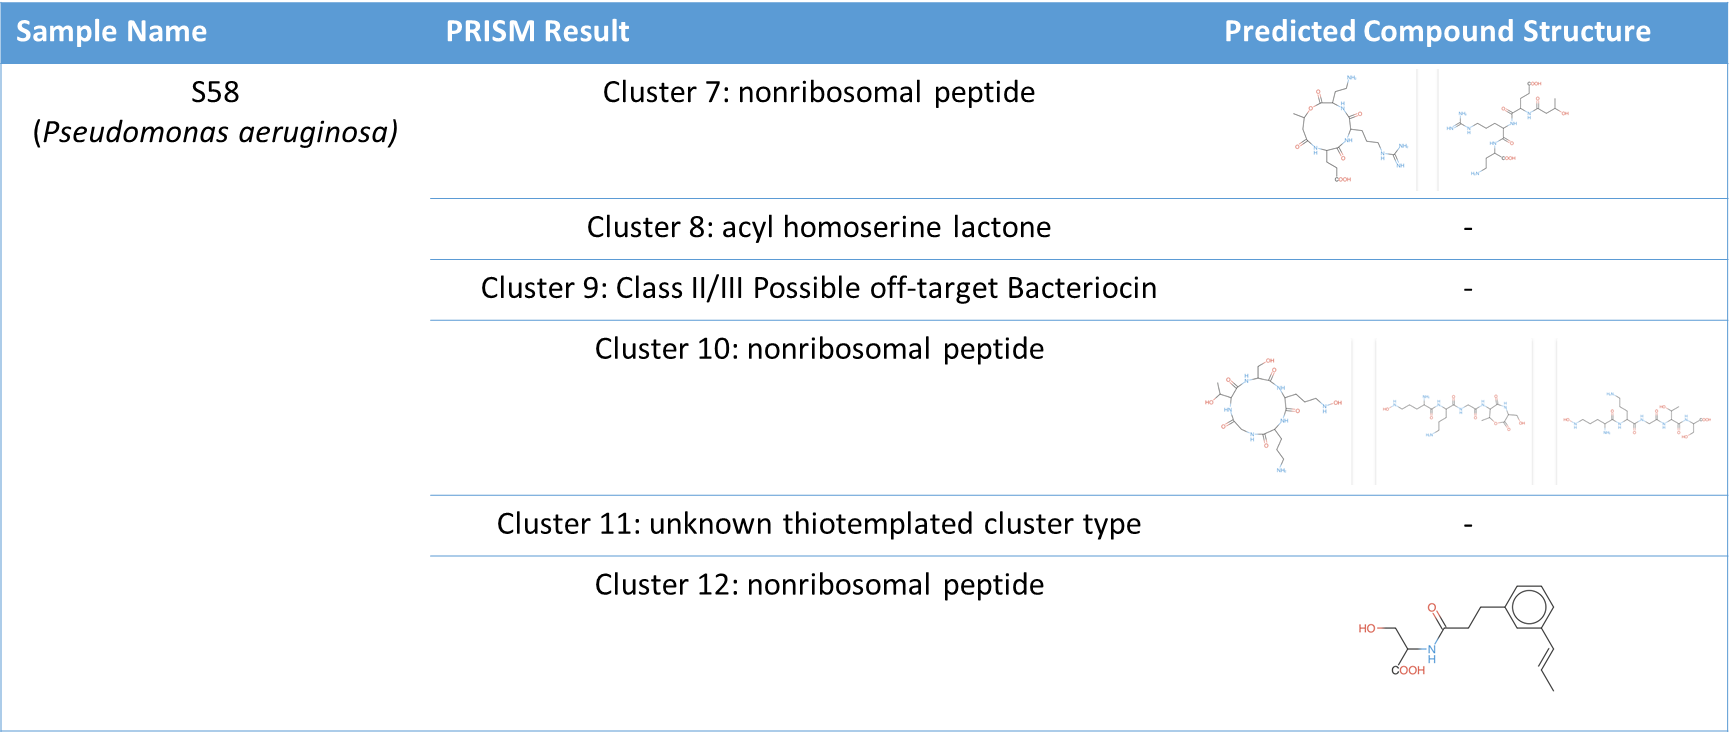 Sample Name PRISM Result Predicted Compound Structure
S58 Cluster 7: nonribosomal peptide
(Pseudomonas aeruginosa)
Cluster 8: acyl homoserine lactone -
Cluster 9: Class II/III Possible off-target Bacteriocin -
Cluster 10: nonribosomal peptide
Cluster 11: unknown thiotemplated cluster type -
Cluster 12: nonribosomal peptide
O
HO
N
H
COOH